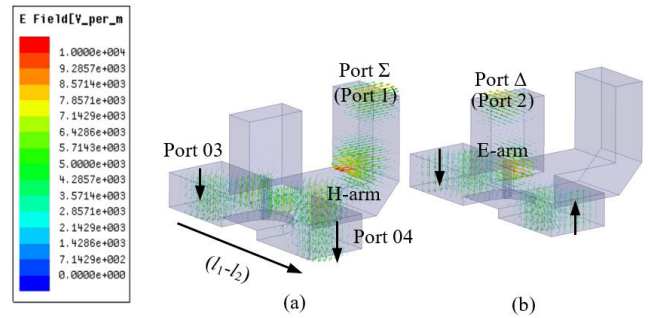 E Field[V_per_m
1.0000e+004
9.2857e+003
8.5714e+003
7.8571e+003
7.1429e+003
6.4286e+003
5.7143e+003
5.0000e+003
4.2857e+003
3.5714e+003
2.8571e+003
2.1429e+003
1.4286e+003
7.1429e+002
0.0000e+000
Port Σ
(Port 1)
Port 03
H-arm
Port 04
(l₁-l₂)
(a)
Port Δ
(Port 2)
E-arm
(b)